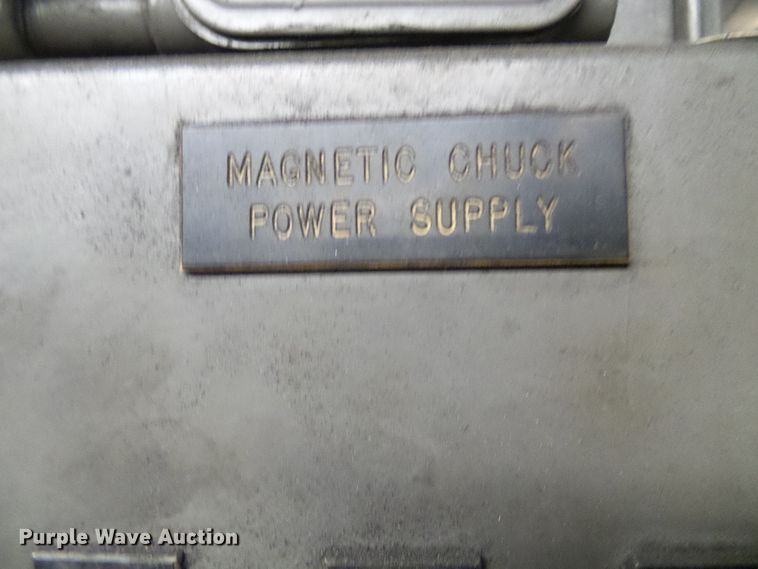 MAGNETIC CHUCK
POWER SUPPLY
Purple Wave Auction®